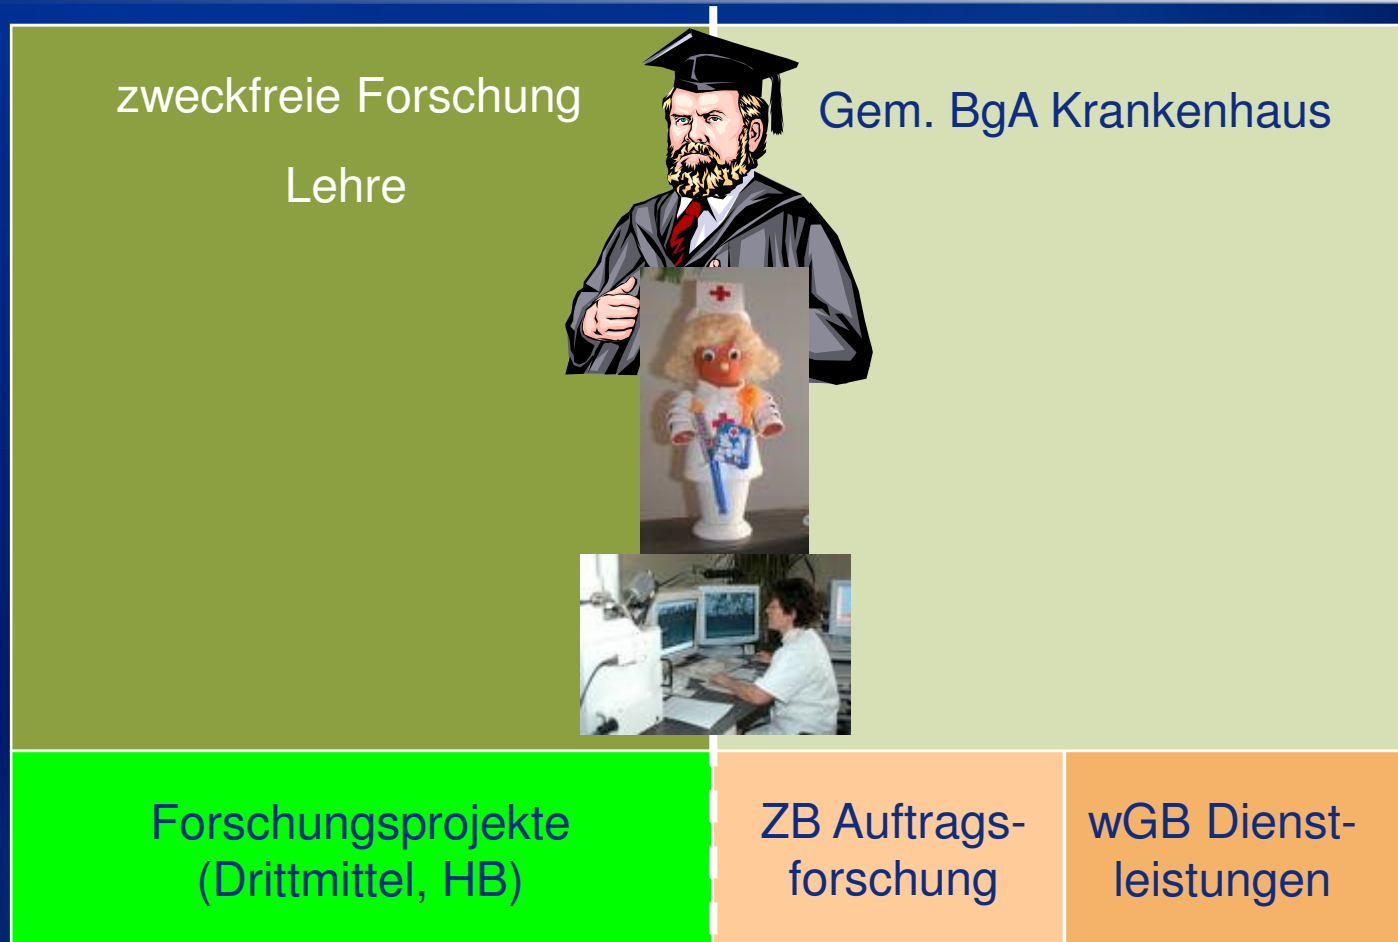 zweckfreie Forschung
Lehre
Gem. BgA Krankenhaus
Forschungsprojekte
(Drittmittel, HB)
ZB Auftrags-
forschung
wGB Dienst-
leistungen